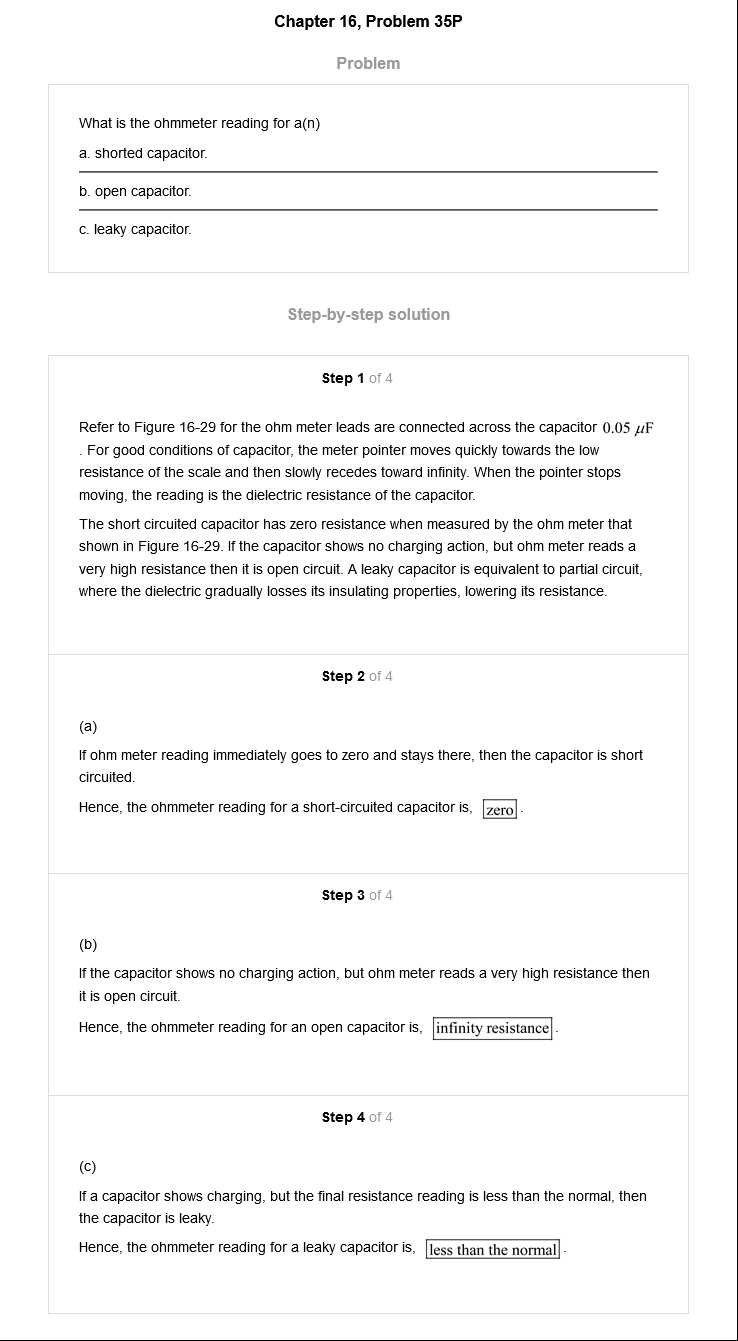 Chapter 16, Problem 35P
Problem
What is the ohmmeter reading for a(n)
a. shorted capacitor.
b. open capacitor.
c. leaky capacitor.
Step-by-step solution
Step 1 of 4
Refer to Figure 16-29 for the ohm meter leads are connected across the capacitor 0.05 μF
. For good conditions of capacitor, the meter pointer moves quickly towards the low
resistance of the scale and then slowly recedes toward infinity. When the pointer stops
moving, the reading is the dielectric resistance of the capacitor.
The short circuited capacitor has zero resistance when measured by the ohm meter that
shown in Figure 16-29. If the capacitor shows no charging action, but ohm meter reads a
very high resistance then it is open circuit. A leaky capacitor is equivalent to partial circuit,
where the dielectric gradually losses its insulating properties, lowering its resistance.
Step 2 of 4
(a)
If ohm meter reading immediately goes to zero and stays there, then the capacitor is short
circuited.
Hence, the ohmmeter reading for a short-circuited capacitor is, zero.
Step 3 of 4
(b)
If the capacitor shows no charging action, but ohm meter reads a very high resistance then
it is open circuit.
Hence, the ohmmeter reading for an open capacitor is, infinity resistance.
Step 4 of 4
(c)
If a capacitor shows charging, but the final resistance reading is less than the normal, then
the capacitor is leaky.
Hence, the ohmmeter reading for a leaky capacitor is, less than the normal.